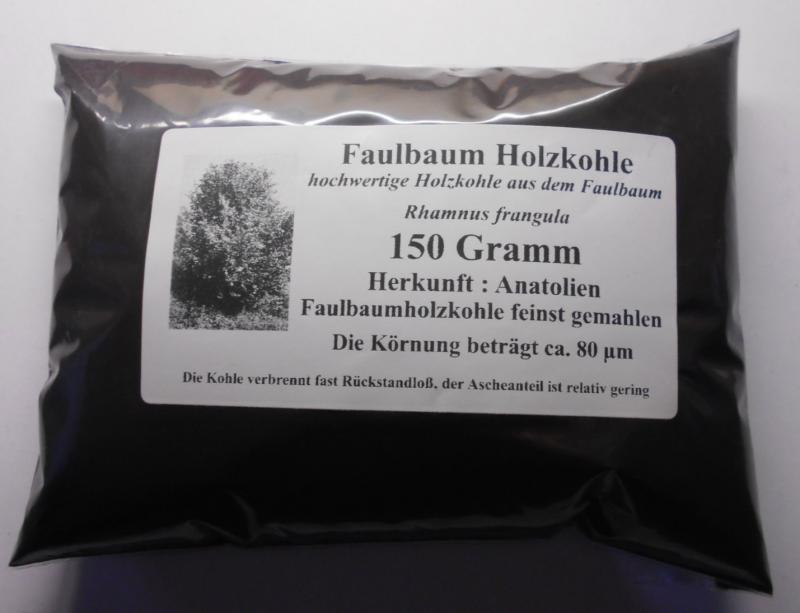 Faulbaum Holzkohle
hochwertige Holzkohle aus dem Faulbaum
Rhamnus frangula
150 Gramm
Herkunft : Anatolien
Faulbaumholzkohle feinst gemahlen
Die Körnung beträgt ca. 80 µm
Die Kohle verbrennt fast Rückstandloß, der Ascheanteil ist relativ gering